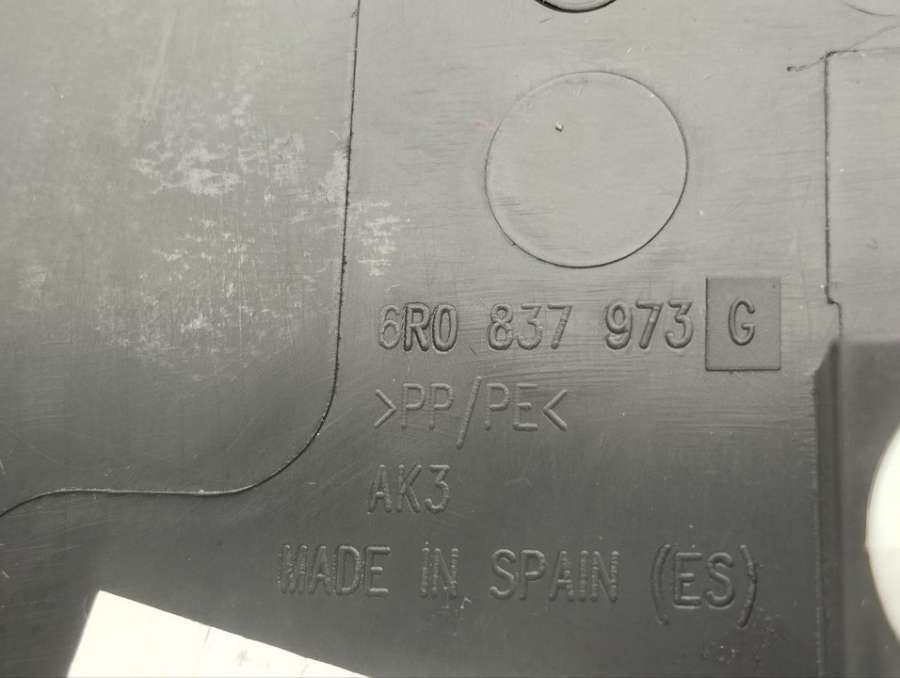 6R0 837 973 G
>PP/PE<
AK3
MADE IN SPAIN (ES)